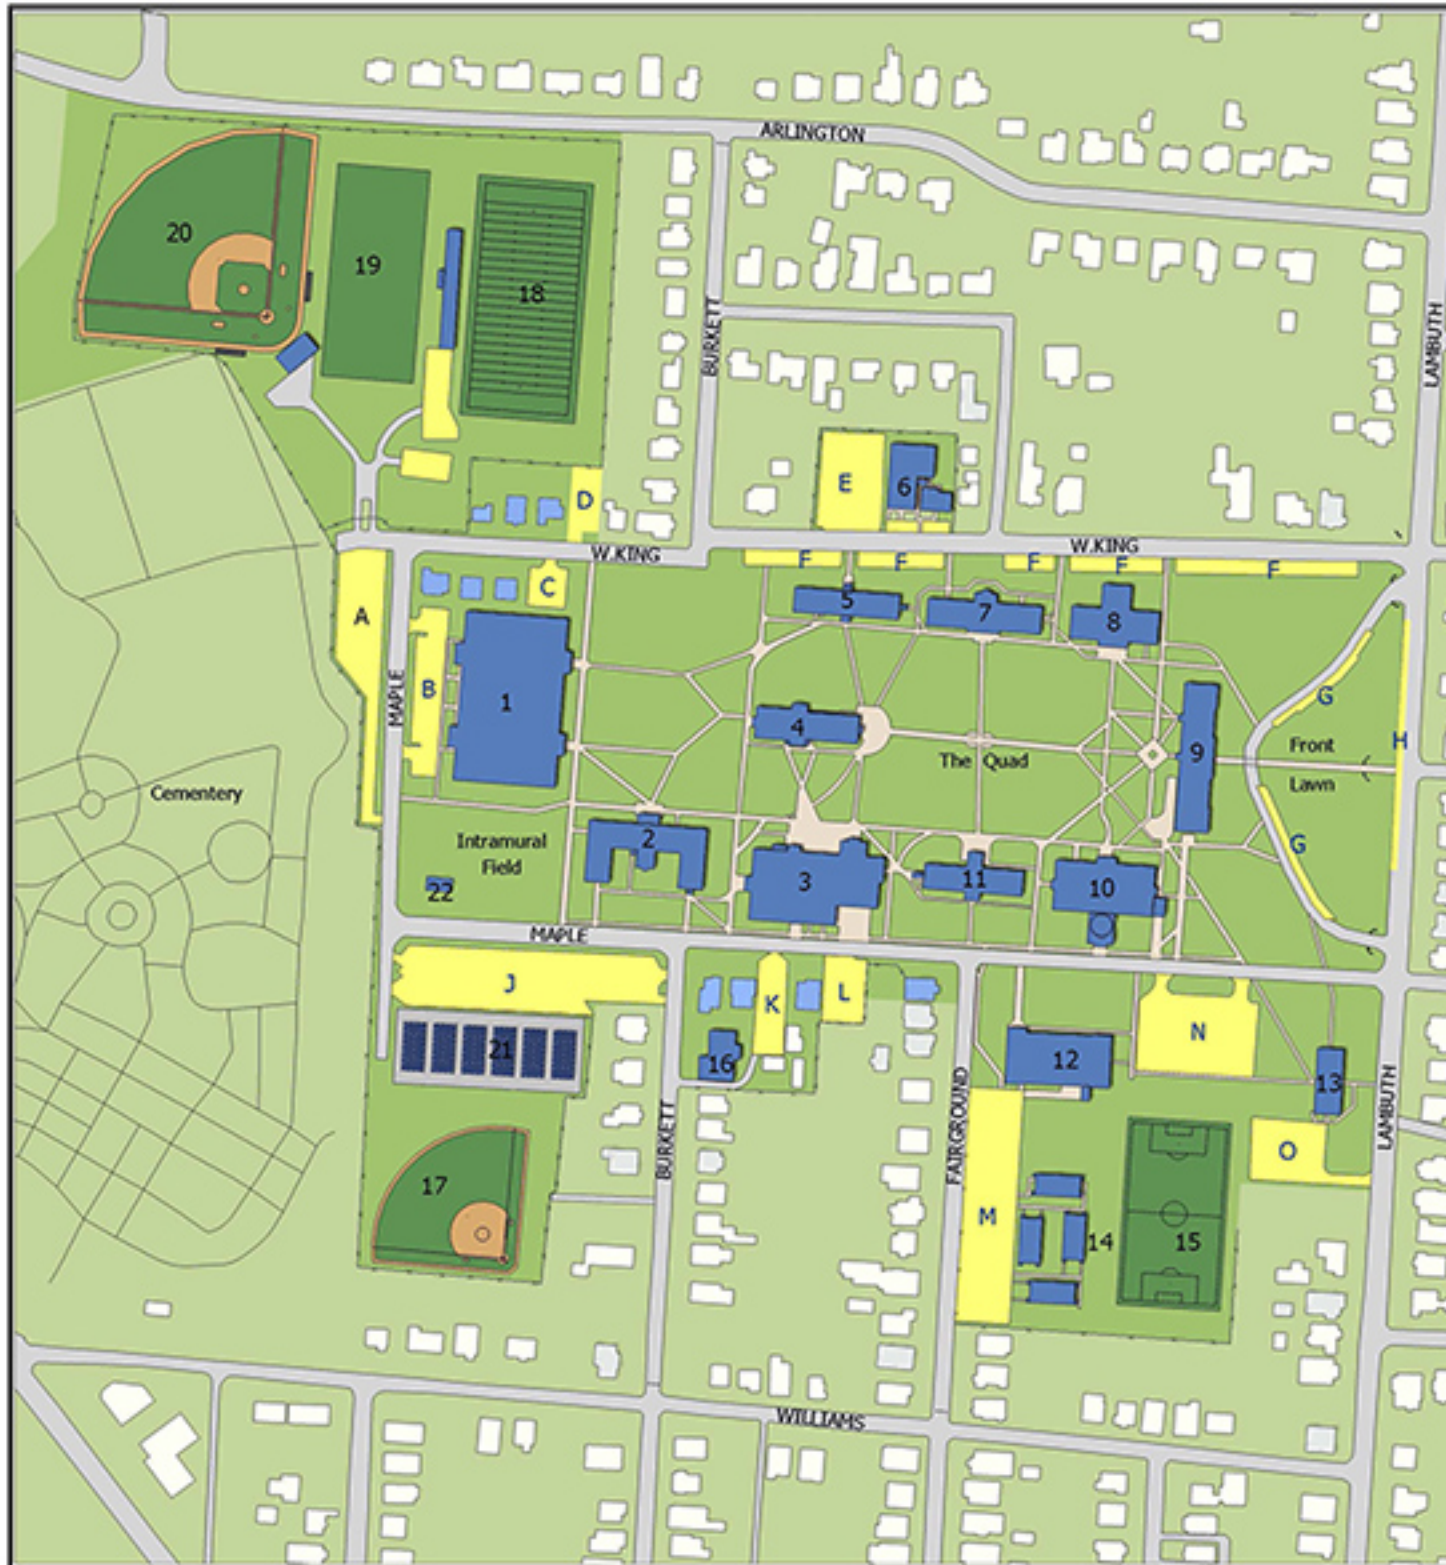 ARLINGTON
20
19
18
BURKETT
LAMBUTH
E
6
D
W.KING
W.KING
F
F
F
F
F
C
A
5
7
8
B
MAPLE
1
4
9
G
H
The Quad
Front
Lawn
Cementery
Intramural
Field
2
3
11
10
G
22
MAPLE
J
K
L
N
21
16
12
13
BURKETT
FAIRGROUND
LAMBUTH
O
17
M
14
15
WILLIAMS